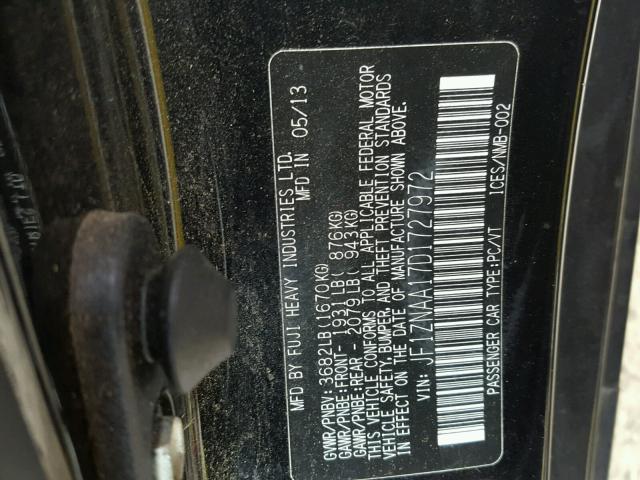 MFD BY FUJI HEAVY INDUSTRIES LTD.
MFD IN 05/13
GVWR/PNBV: 3682LB(1670KG)
GAWR/PNBE:FRONT- 1931LB( 876KG)
GAWR/PNBE:REAR - 2079LB( 943KG)
THIS VEHICLE CONFORMS TO ALL APPLICABLE FEDERAL MOTOR
VEHICLE SAFETY,BUMPER,AND THEFT PREVENTION STANDARDS
IN EFFECT ON THE DATE OF MANUFACTURE SHOWN ABOVE.
VIN: JF1ZNAA17D1727972
PASSENGER CAR TYPE:PC/VT ICES/NMB-002